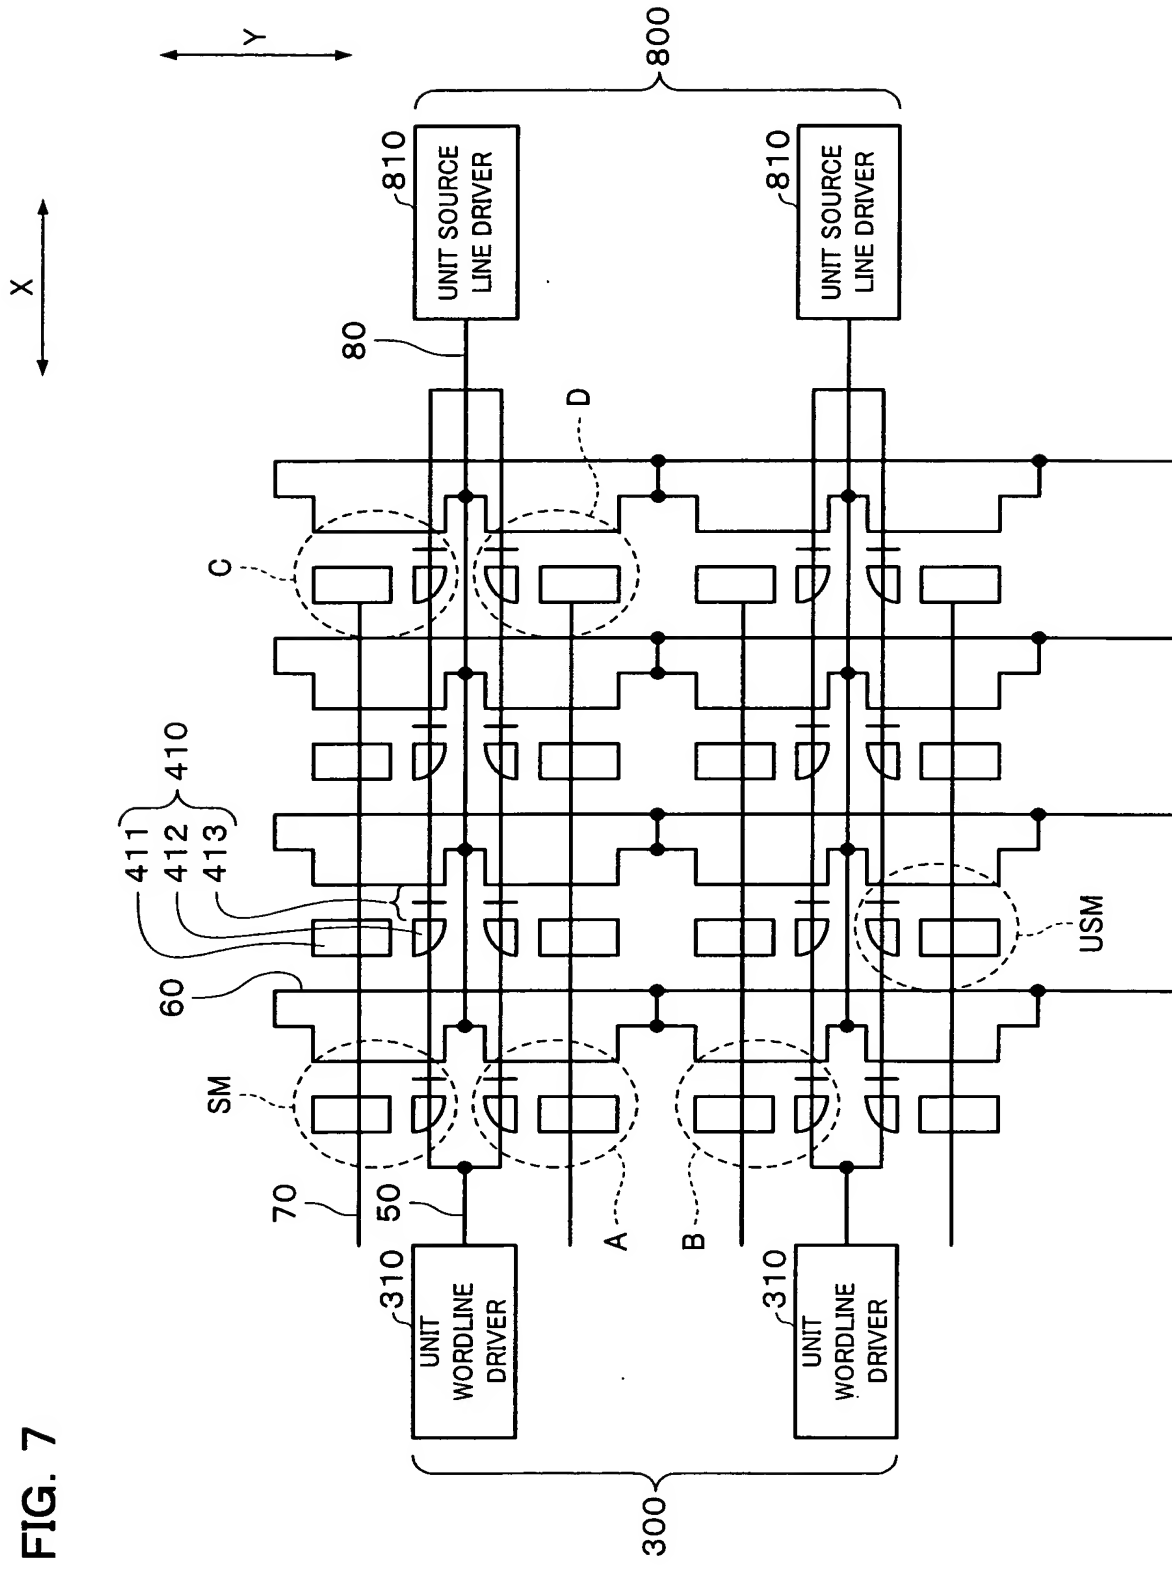 FIG. 7
X
Y
800
810
UNIT SOURCE
LINE DRIVER
810
UNIT SOURCE
LINE DRIVER
80
C
D
410
411
412
413
60
USM
SM
A
B
70
50
310
UNIT
WORDLINE
DRIVER
310
UNIT
WORDLINE
DRIVER
300